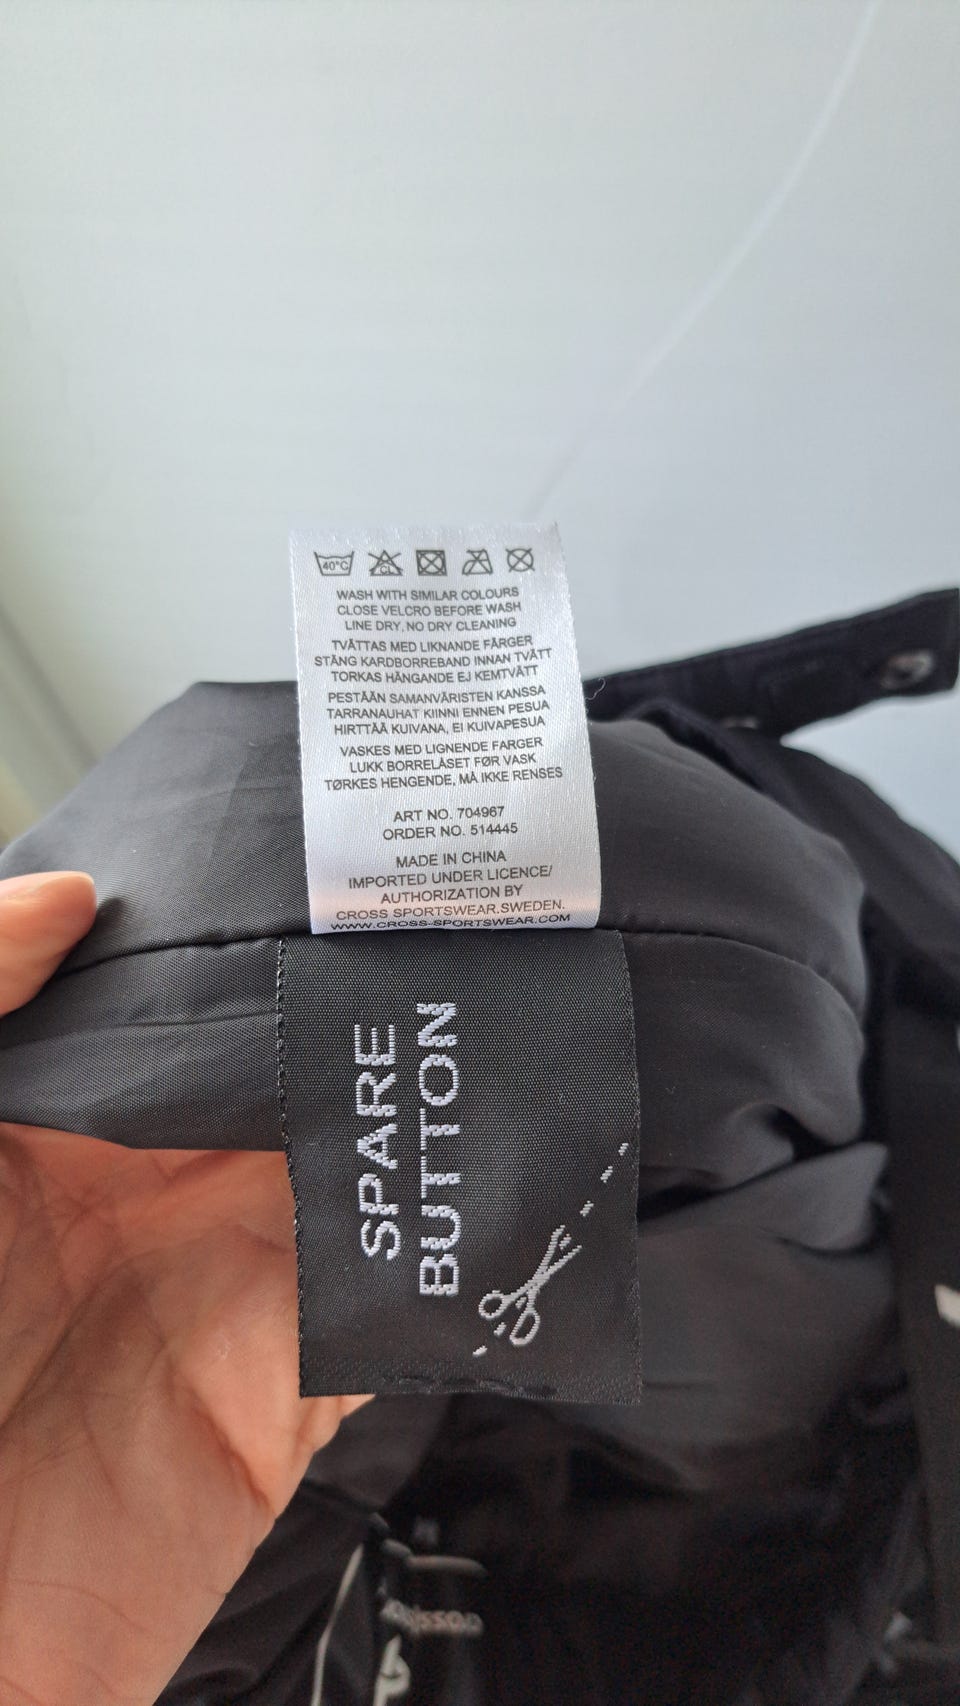 40°C
CL
WASH WITH SIMILAR COLOURS
CLOSE VELCRO BEFORE WASH
LINE DRY, NO DRY CLEANING
TVÄTTAS MED LIKNANDE FÄRGER
STÄNG KARDBORREBAND INNAN TVÄTT
TORKAS HÄNGANDE EJ KEMTVÄTT
PESTÄÄN SAMANVÄRISTEN KANSSA
TARRANAUHAT KIINNI ENNEN PESUA
HIRTTÄÄ KUIVANA, EI KUIVAPESUA
VASKES MED LIGNENDE FARGER
LUKK BORRELÅSET FØR VASK
TØRKES HENGENDE, MÅ IKKE RENSES
ART NO. 704967
ORDER NO. 514445
MADE IN CHINA
IMPORTED UNDER LICENCE/
AUTHORIZATION BY
CROSS SPORTSWEAR.SWEDEN.
WWW.CROSS-SPORTSWEAR.COM
SPARE
BUTTON